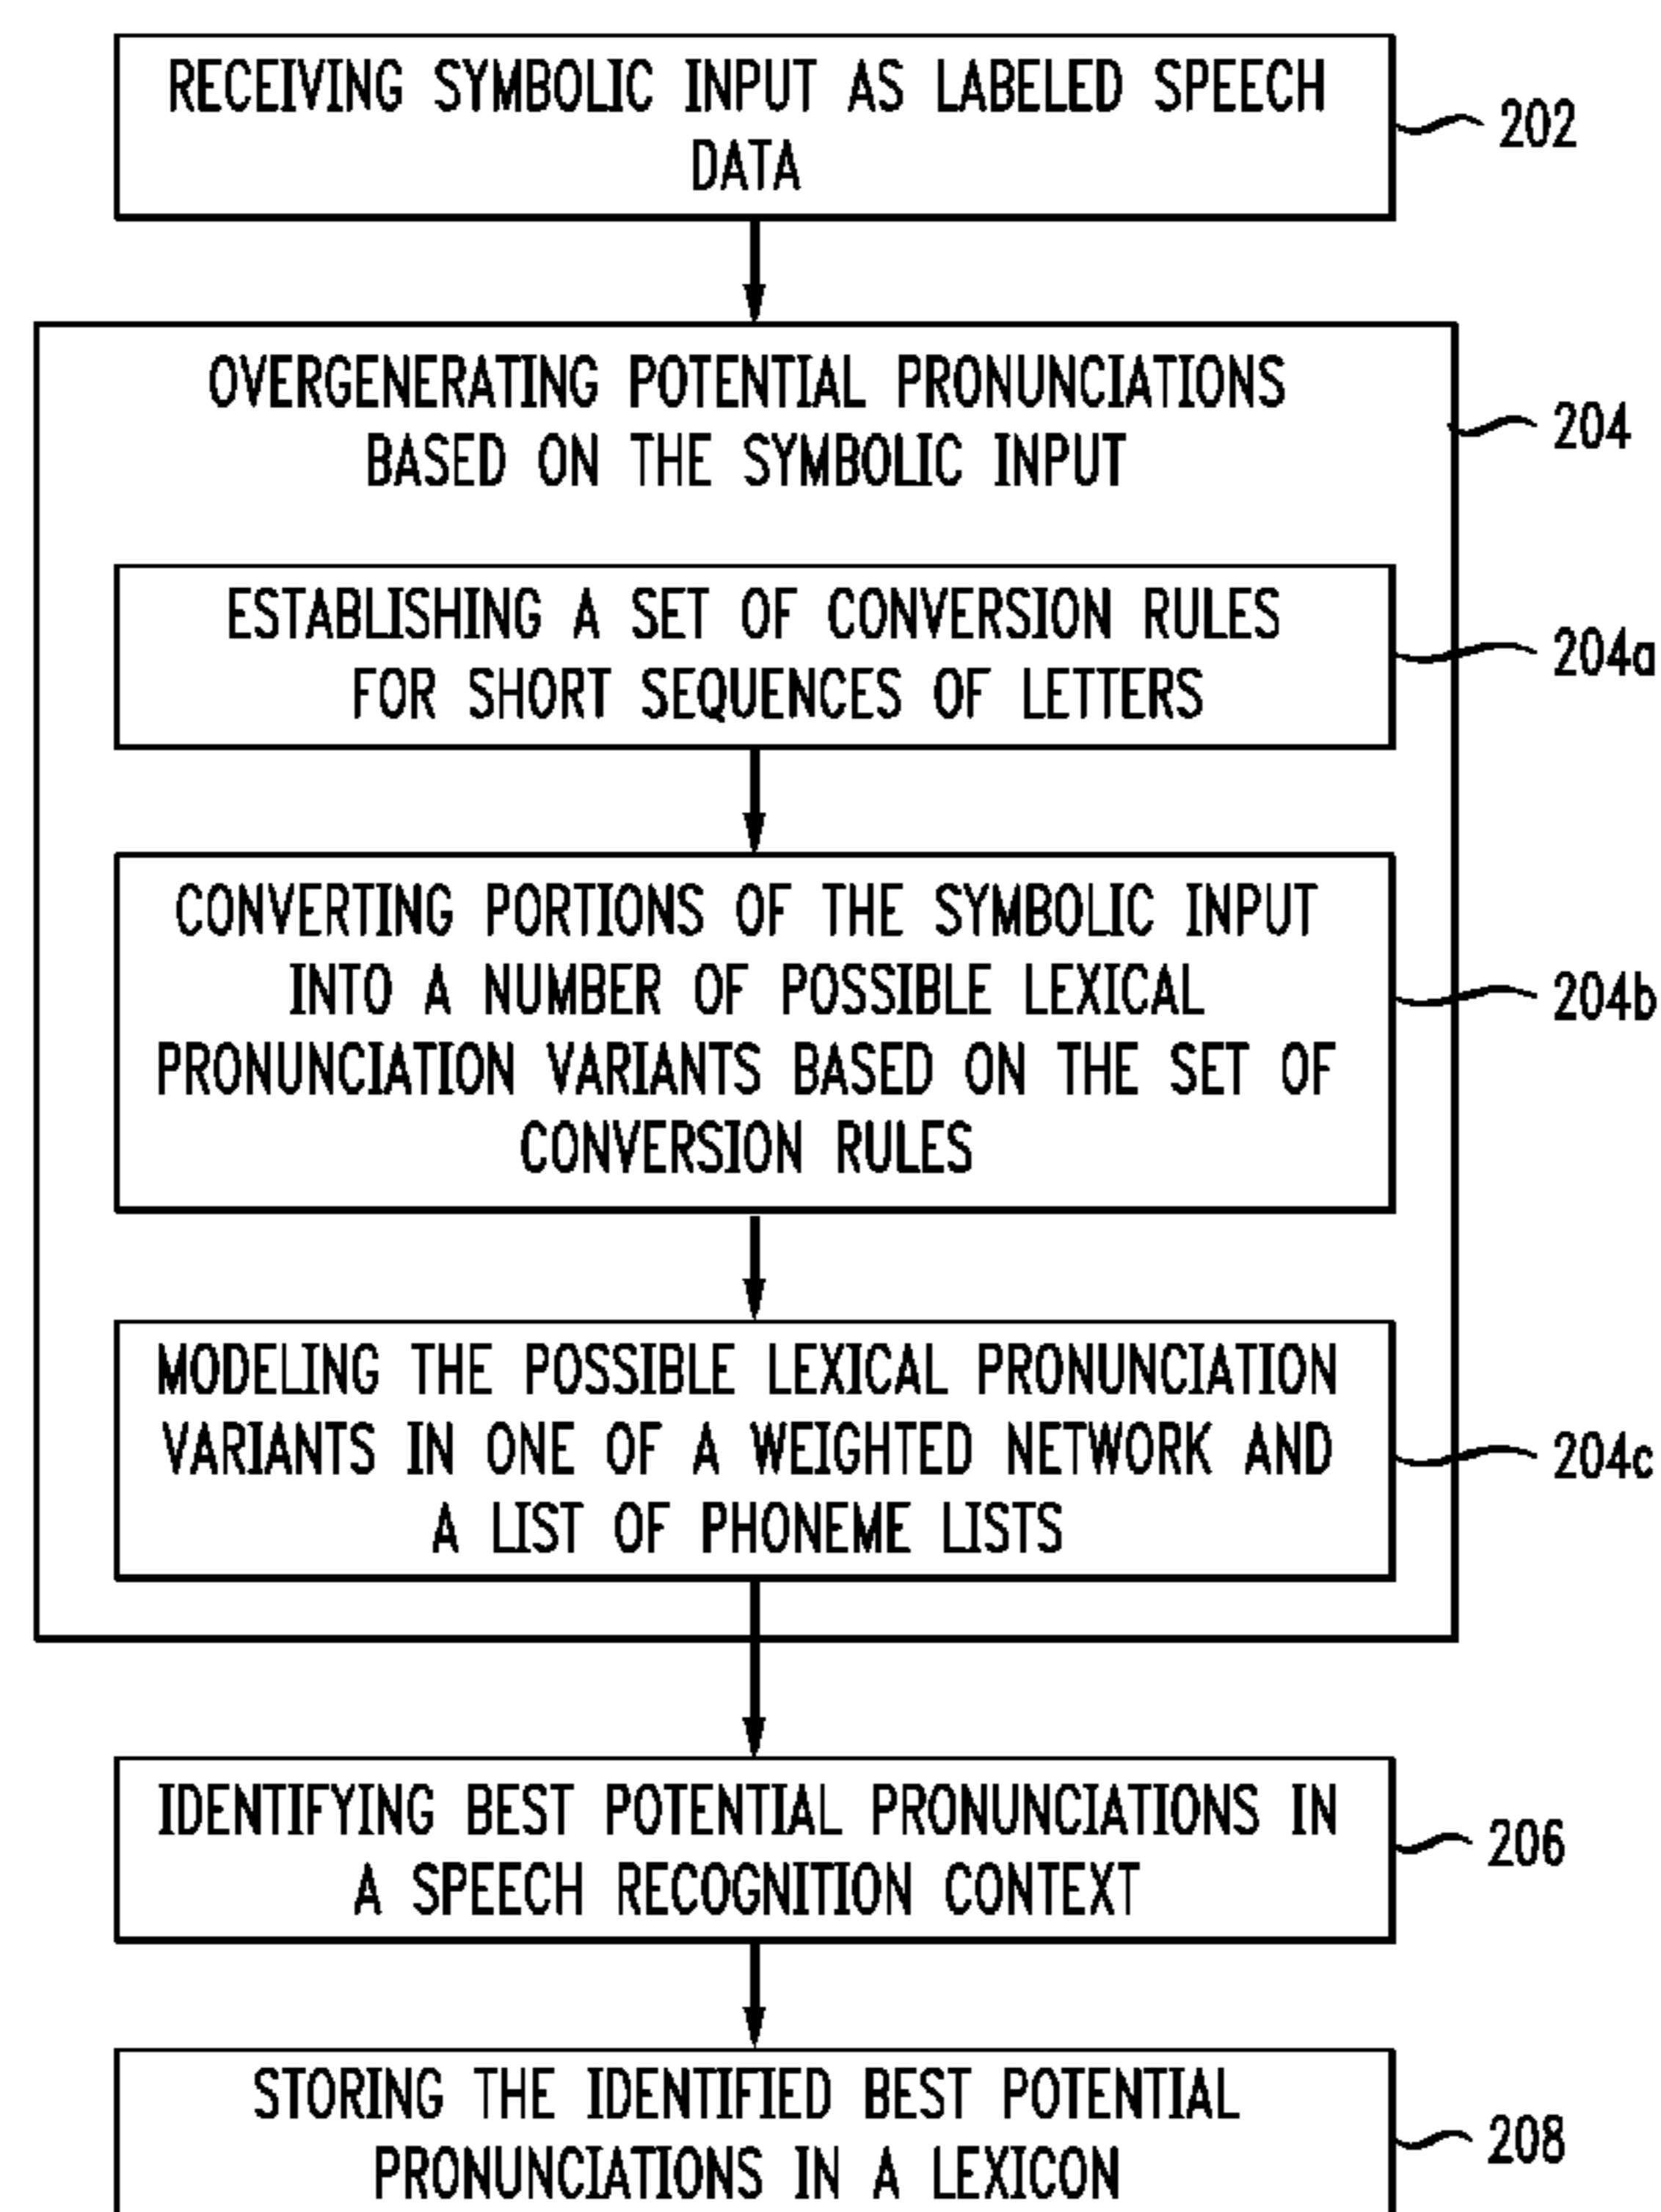 RECEIVING SYMBOLIC INPUT AS LABELED SPEECH
DATA
202
OVERGENERATING POTENTIAL PRONUNCIATIONS
BASED ON THE SYMBOLIC INPUT
204
ESTABLISHING A SET OF CONVERSION RULES
FOR SHORT SEQUENCES OF LETTERS
204a
CONVERTING PORTIONS OF THE SYMBOLIC INPUT
INTO A NUMBER OF POSSIBLE LEXICAL
PRONUNCIATION VARIANTS BASED ON THE SET OF
CONVERSION RULES
204b
MODELING THE POSSIBLE LEXICAL PRONUNCIATION
VARIANTS IN ONE OF A WEIGHTED NETWORK AND
A LIST OF PHONEME LISTS
204c
IDENTIFYING BEST POTENTIAL PRONUNCIATIONS IN
A SPEECH RECOGNITION CONTEXT
206
STORING THE IDENTIFIED BEST POTENTIAL
PRONUNCIATIONS IN A LEXICON
208